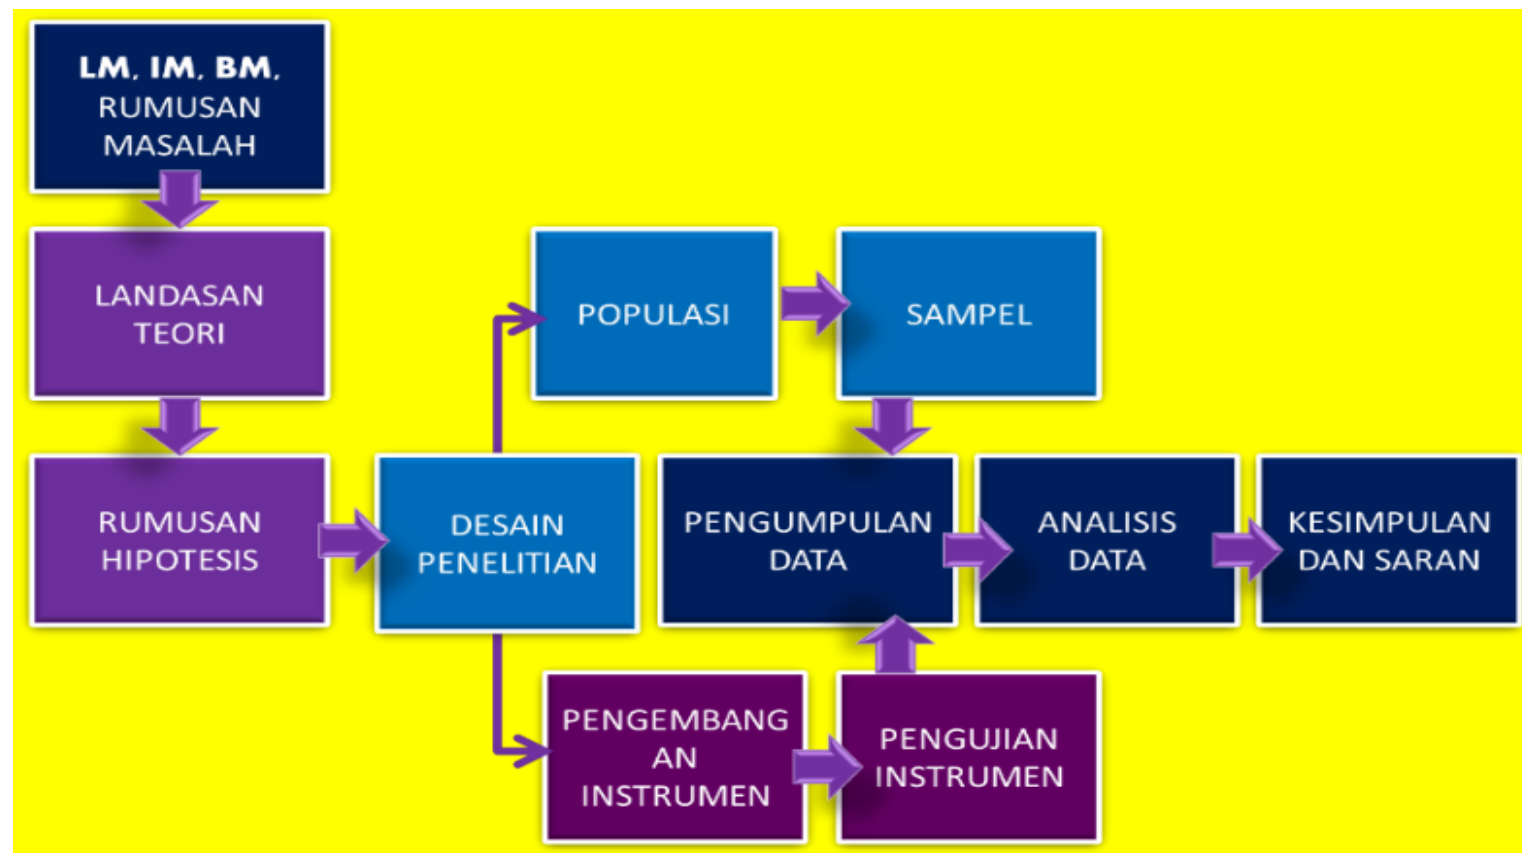 LM, IM, BM,
RUMUSAN
MASALAH
LANDASAN
TEORI
RUMUSAN
HIPOTESIS
DESAIN
PENELITIAN
POPULASI
SAMPEL
PENGEMBANG
AN
INSTRUMEN
PENGUJIAN
INSTRUMEN
PENGUMPULAN
DATA
ANALISIS
DATA
KESIMPULAN
DAN SARAN